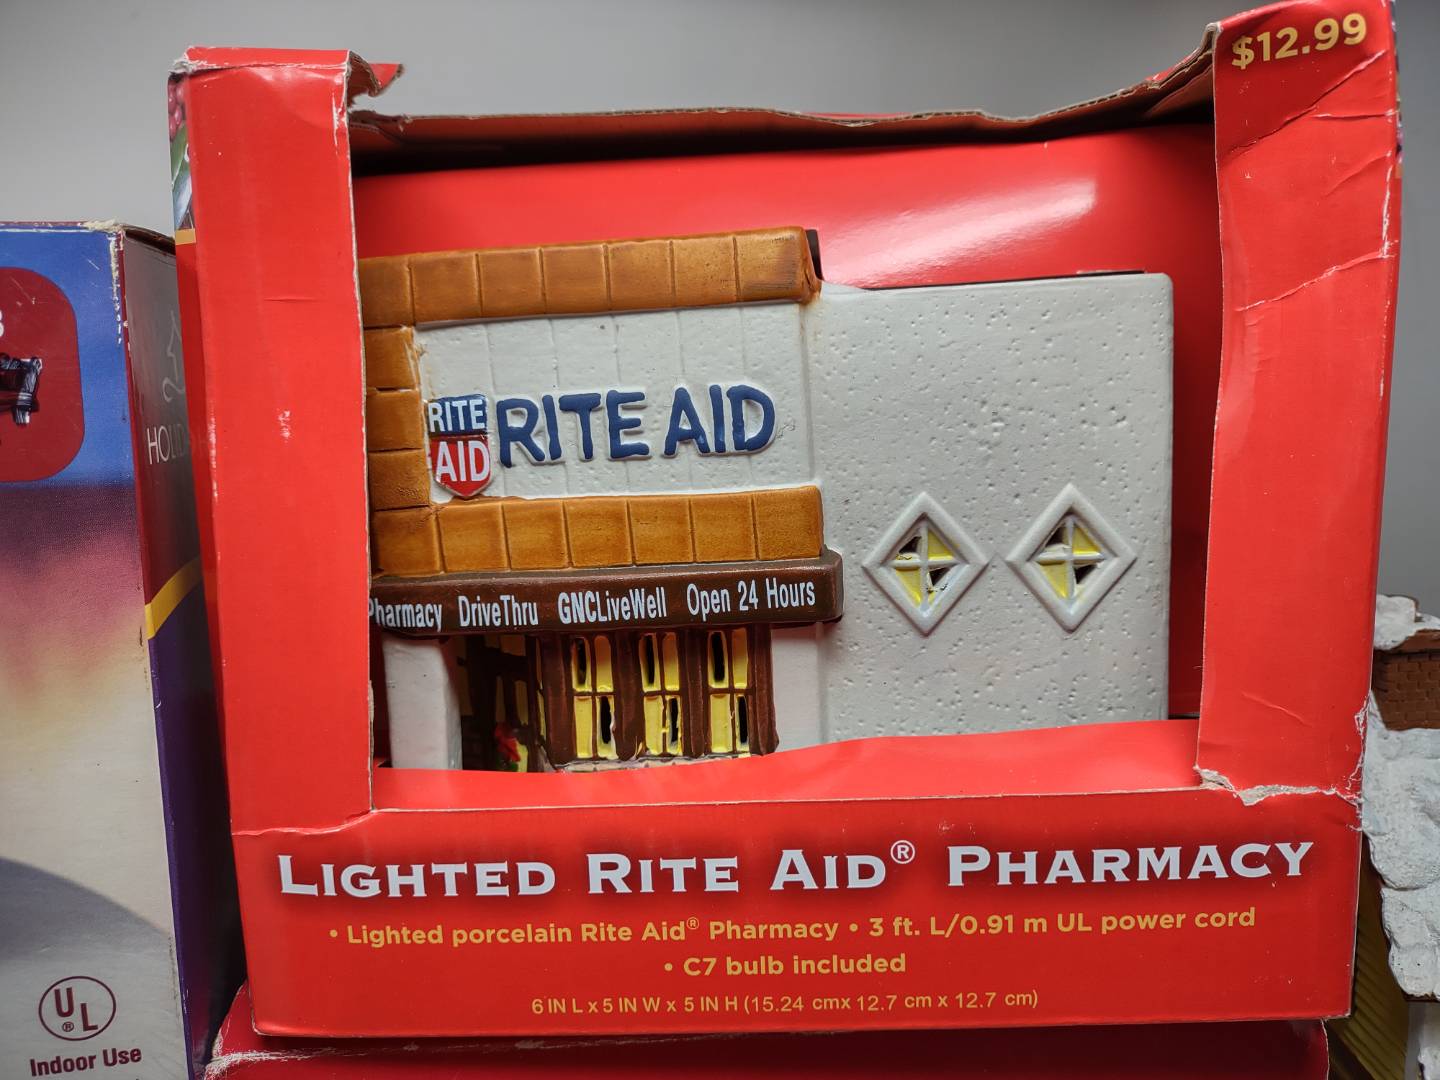 $12.99
RITE
AID
RITE AID
Pharmacy DriveThru GNCLiveWell Open 24 Hours
LIGHTED RITE AID® PHARMACY
• Lighted porcelain Rite Aid® Pharmacy • 3 ft. L/0.91 m UL power cord
• C7 bulb included
6 IN L x 5 IN W x 5 IN H (15.24 cmx 12.7 cm x 12.7 cm)
UL
®
Indoor Use